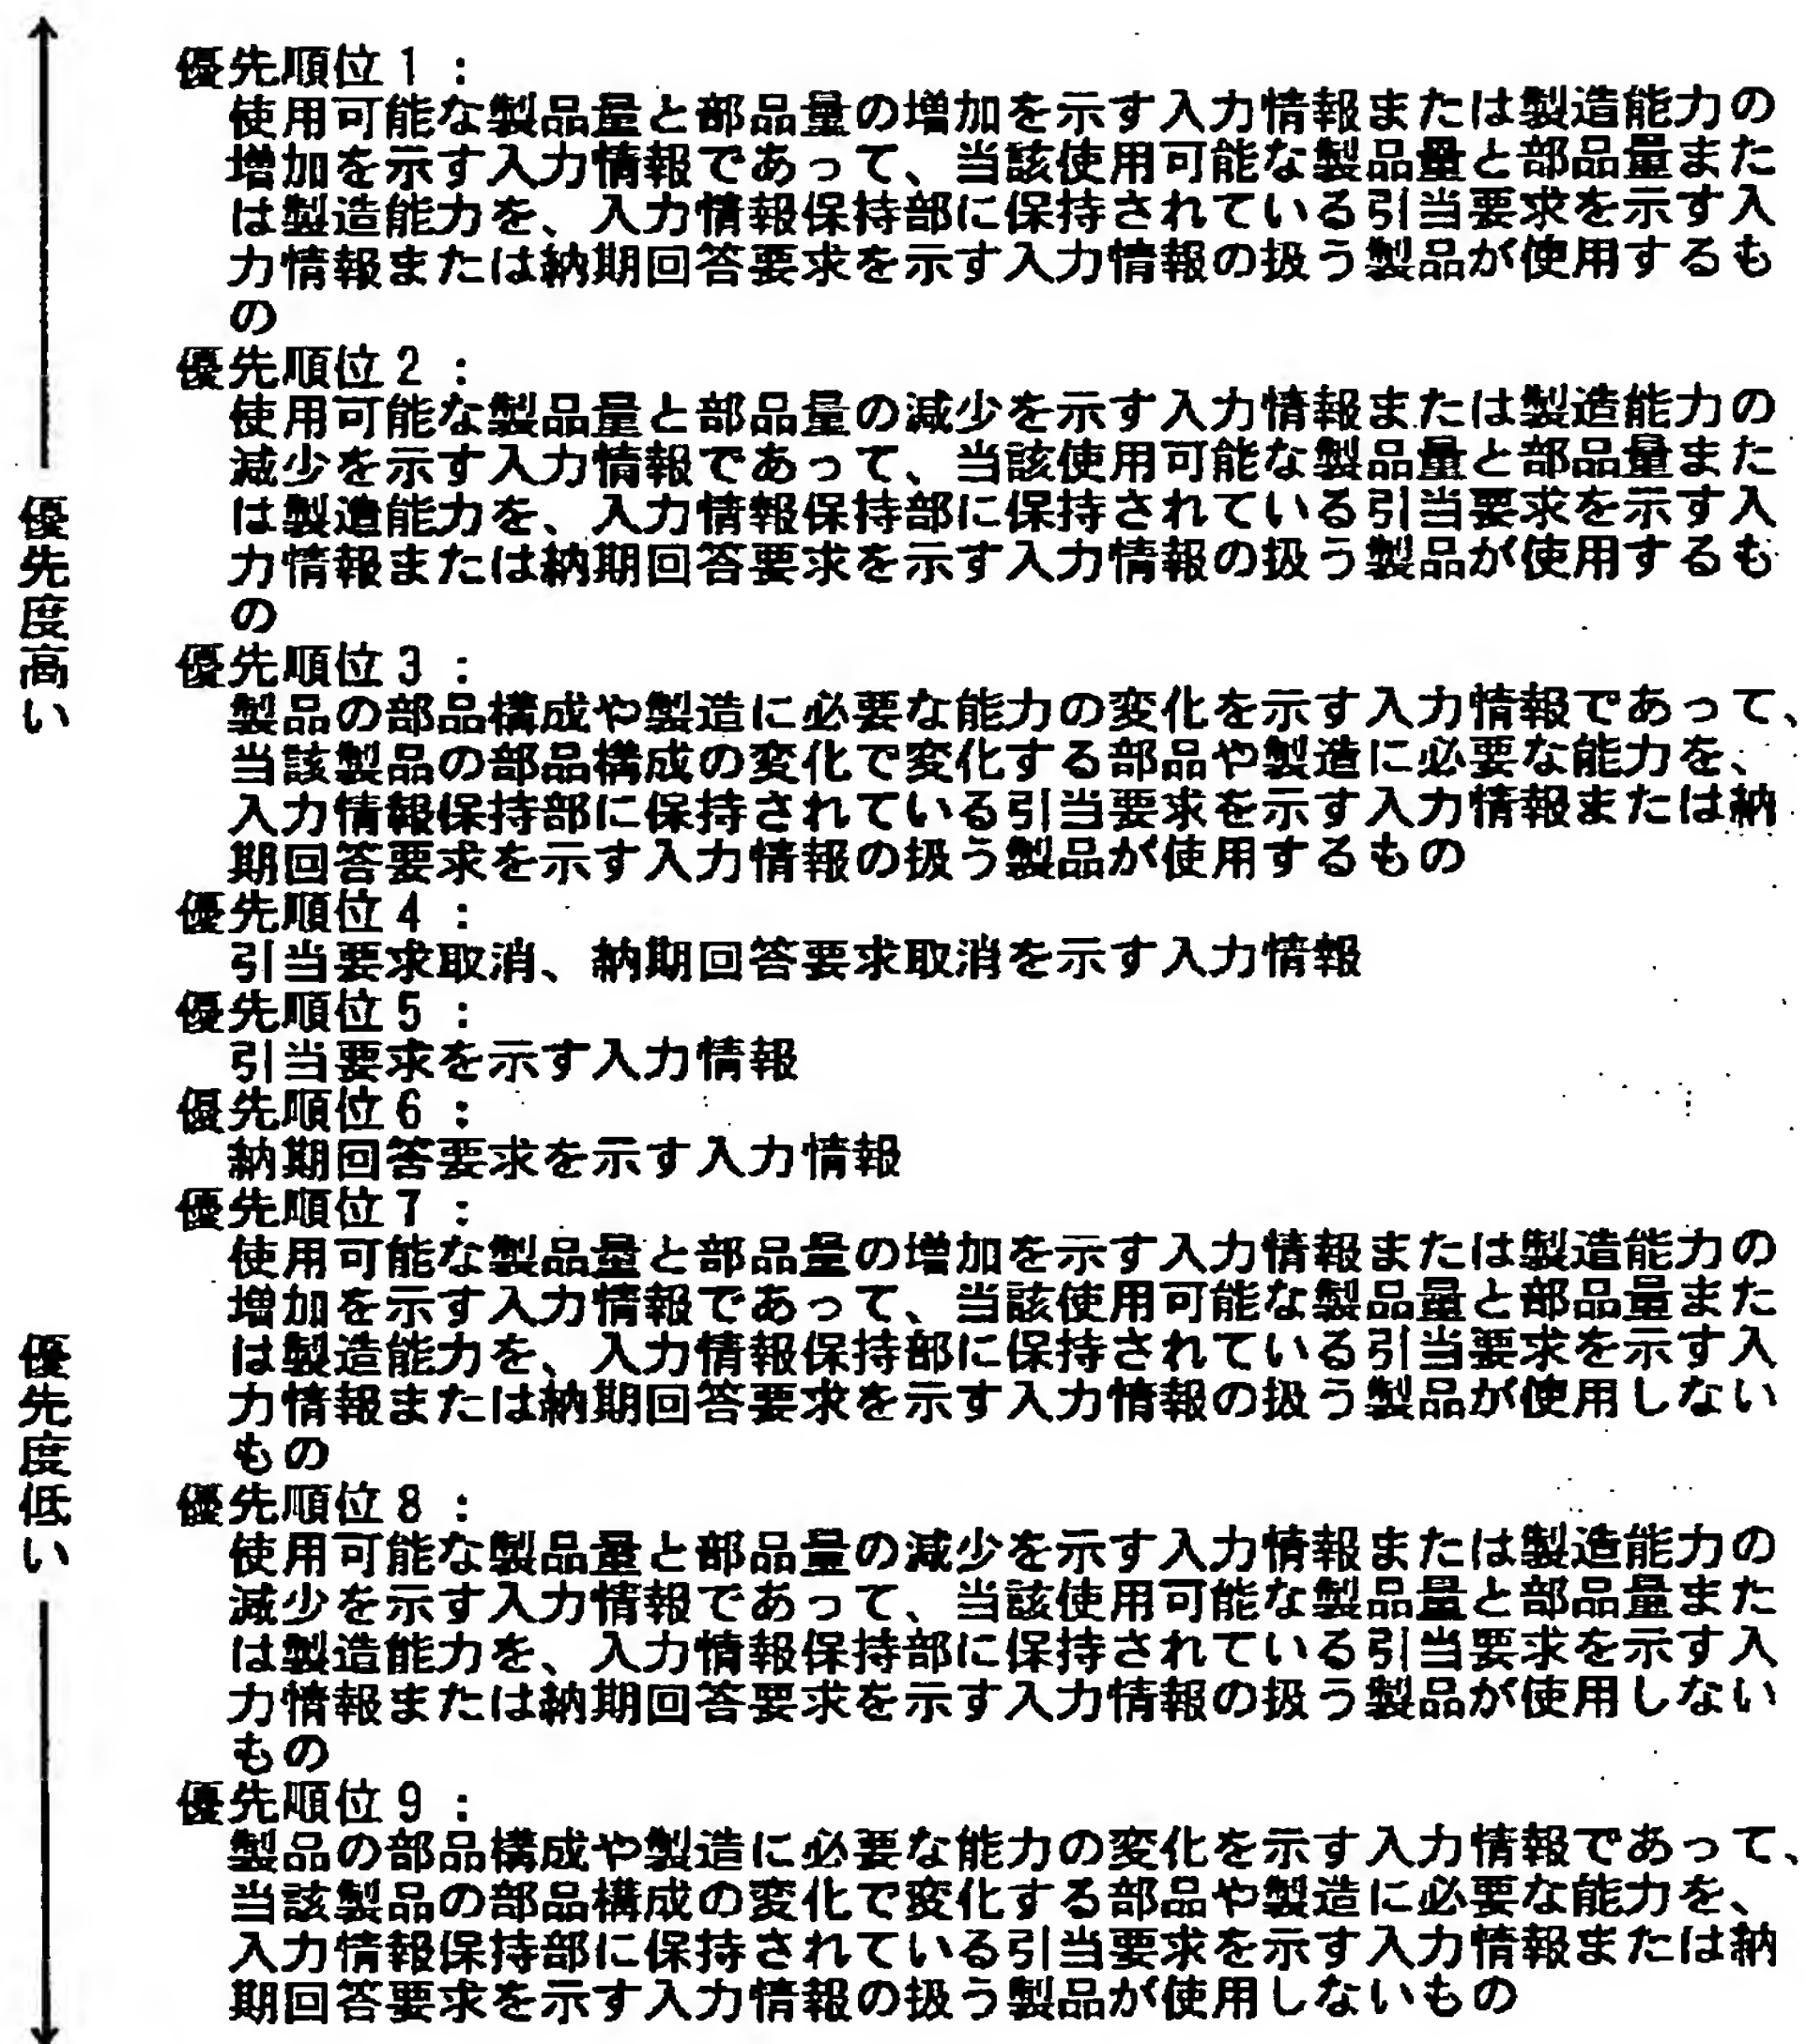 優先度高い
優先度低い
優先順位1：
使用可能な製品量と部品量の増加を示す入力情報または製造能力の
増加を示す入力情報であって、当該使用可能な製品量と部品量また
は製造能力を、入力情報保持部に保持されている引当要求を示す入
力情報または納期回答要求を示す入力情報の扱う製品が使用するも
の
優先順位2：
使用可能な製品量と部品量の減少を示す入力情報または製造能力の
減少を示す入力情報であって、当該使用可能な製品量と部品量また
は製造能力を、入力情報保持部に保持されている引当要求を示す入
力情報または納期回答要求を示す入力情報の扱う製品が使用するも
の
優先順位3：
製品の部品構成や製造に必要な能力の変化を示す入力情報であって、
当該製品の部品構成の変化で変化する部品や製造に必要な能力を、
入力情報保持部に保持されている引当要求を示す入力情報または納
期回答要求を示す入力情報の扱う製品が使用するもの
優先順位4：
引当要求取消、納期回答要求取消を示す入力情報
優先順位5：
引当要求を示す入力情報
優先順位6：
納期回答要求を示す入力情報
優先順位7：
使用可能な製品量と部品量の増加を示す入力情報または製造能力の
増加を示す入力情報であって、当該使用可能な製品量と部品量また
は製造能力を、入力情報保持部に保持されている引当要求を示す入
力情報または納期回答要求を示す入力情報の扱う製品が使用しない
もの
優先順位8：
使用可能な製品量と部品量の減少を示す入力情報または製造能力の
減少を示す入力情報であって、当該使用可能な製品量と部品量また
は製造能力を、入力情報保持部に保持されている引当要求を示す入
力情報または納期回答要求を示す入力情報の扱う製品が使用しない
もの
優先順位9：
製品の部品構成や製造に必要な能力の変化を示す入力情報であって、
当該製品の部品構成の変化で変化する部品や製造に必要な能力を、
入力情報保持部に保持されている引当要求を示す入力情報または納
期回答要求を示す入力情報の扱う製品が使用しないもの